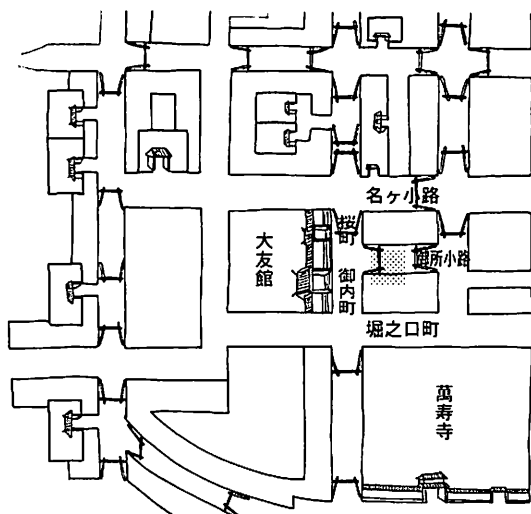 名ヶ小路
桜町
御所小路
大友館
御内町
堀之口町
萬寿寺